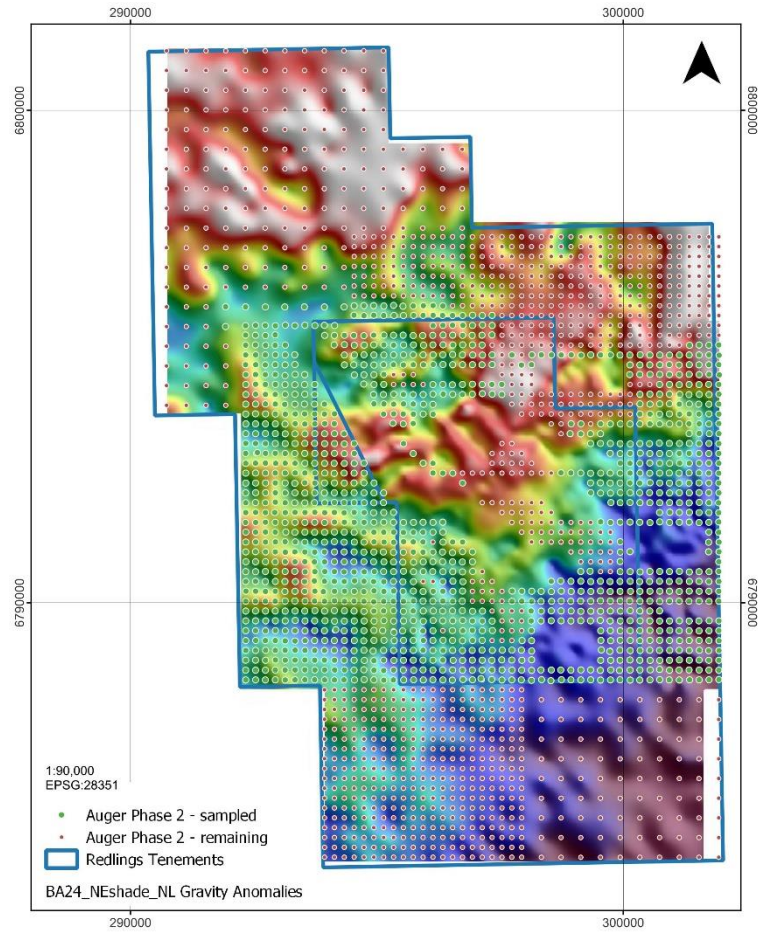 290000 300000
6800000 6800000
6790000 6790000
1:90,000
EPSG:28351
Auger Phase 2 - sampled
Auger Phase 2 - remaining
Redlings Tenements
BA24_NEshade_NL Gravity Anomalies
290000 300000